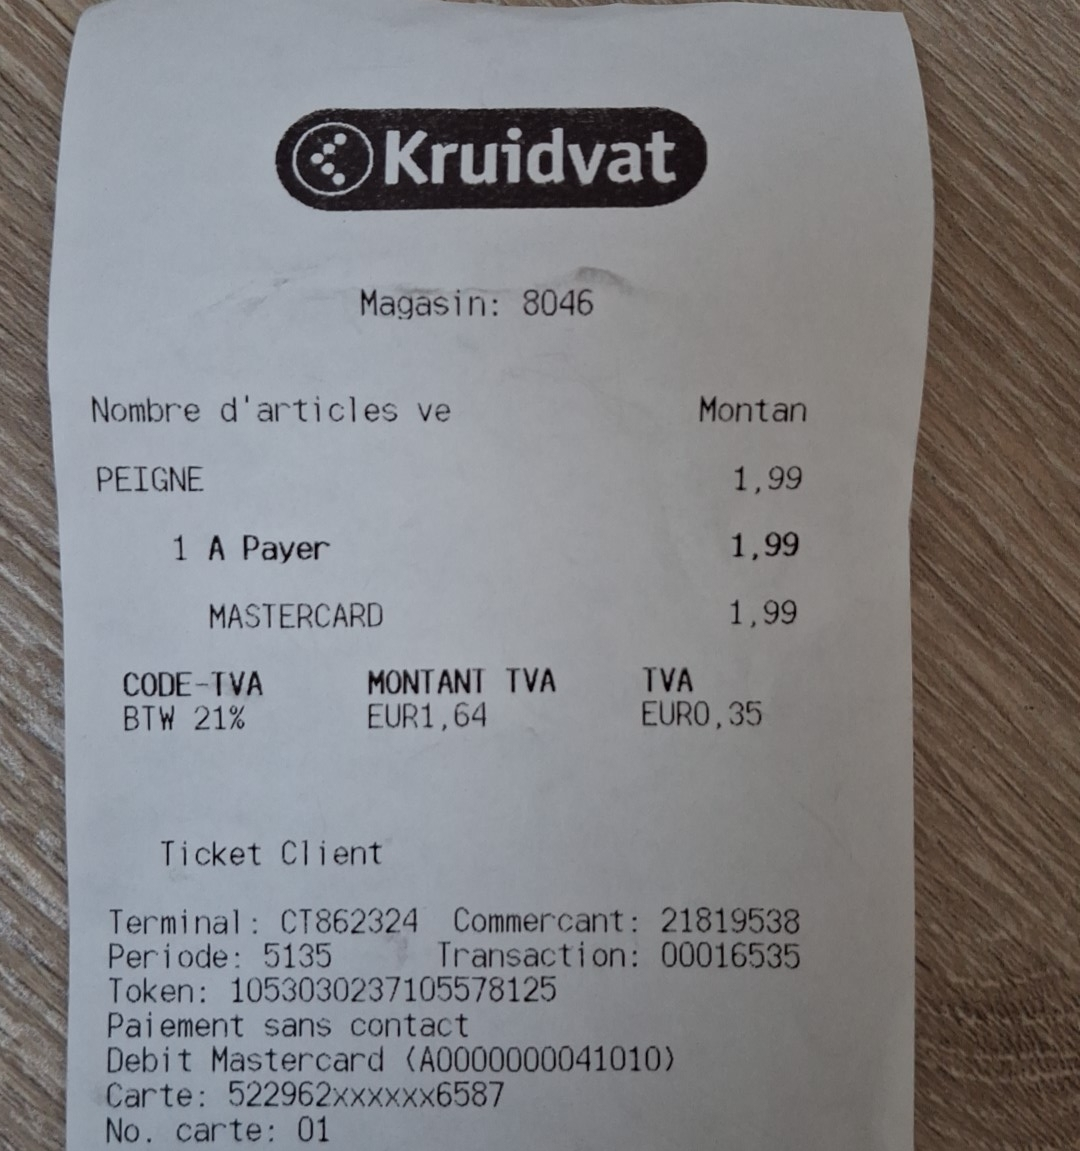 Kruidvat
Magasin: 8046
Nombre d'articles ve Montan
PEIGNE 1,99
1 A Payer 1,99
MASTERCARD 1,99
CODE-TVA MONTANT TVA TVA
BTW 21% EUR1,64 EUR0,35
Ticket Client
Terminal: CT862324 Commercant: 21819538
Periode: 5135 Transaction: 00016535
Token: 1053030237105578125
Paiement sans contact
Debit Mastercard (A0000000041010)
Carte: 522962xxxxxx6587
No. carte: 01